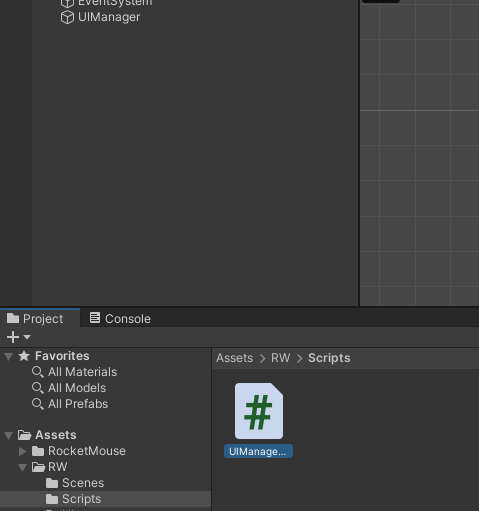 EventSystem
UIManager
Project
Console
Favorites
All Materials
All Models
All Prefabs
Assets
RocketMouse
RW
Scenes
Scripts
Assets > RW > Scripts
#
UIManage...